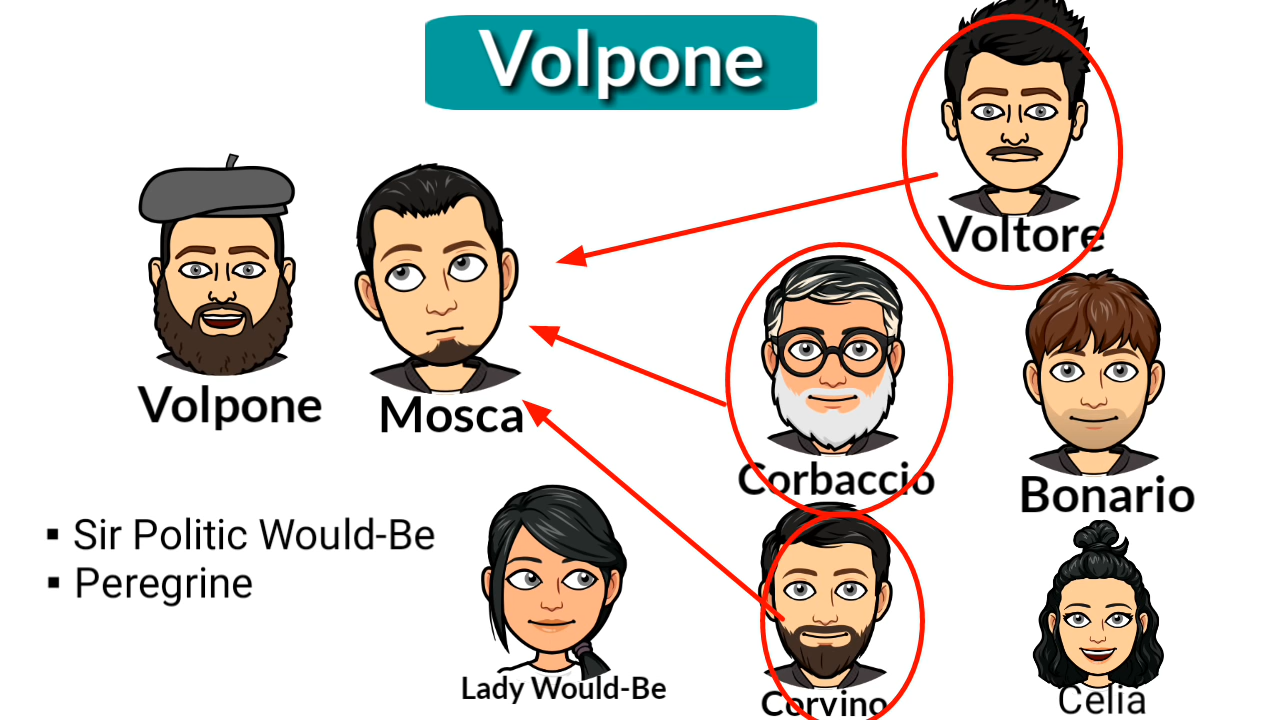 Volpone
Voltore
Volpone
Mosca
Corbaccio
Bonario
▪ Sir Politic Would-Be
▪ Peregrine
Lady Would-Be
Corvino
Celia